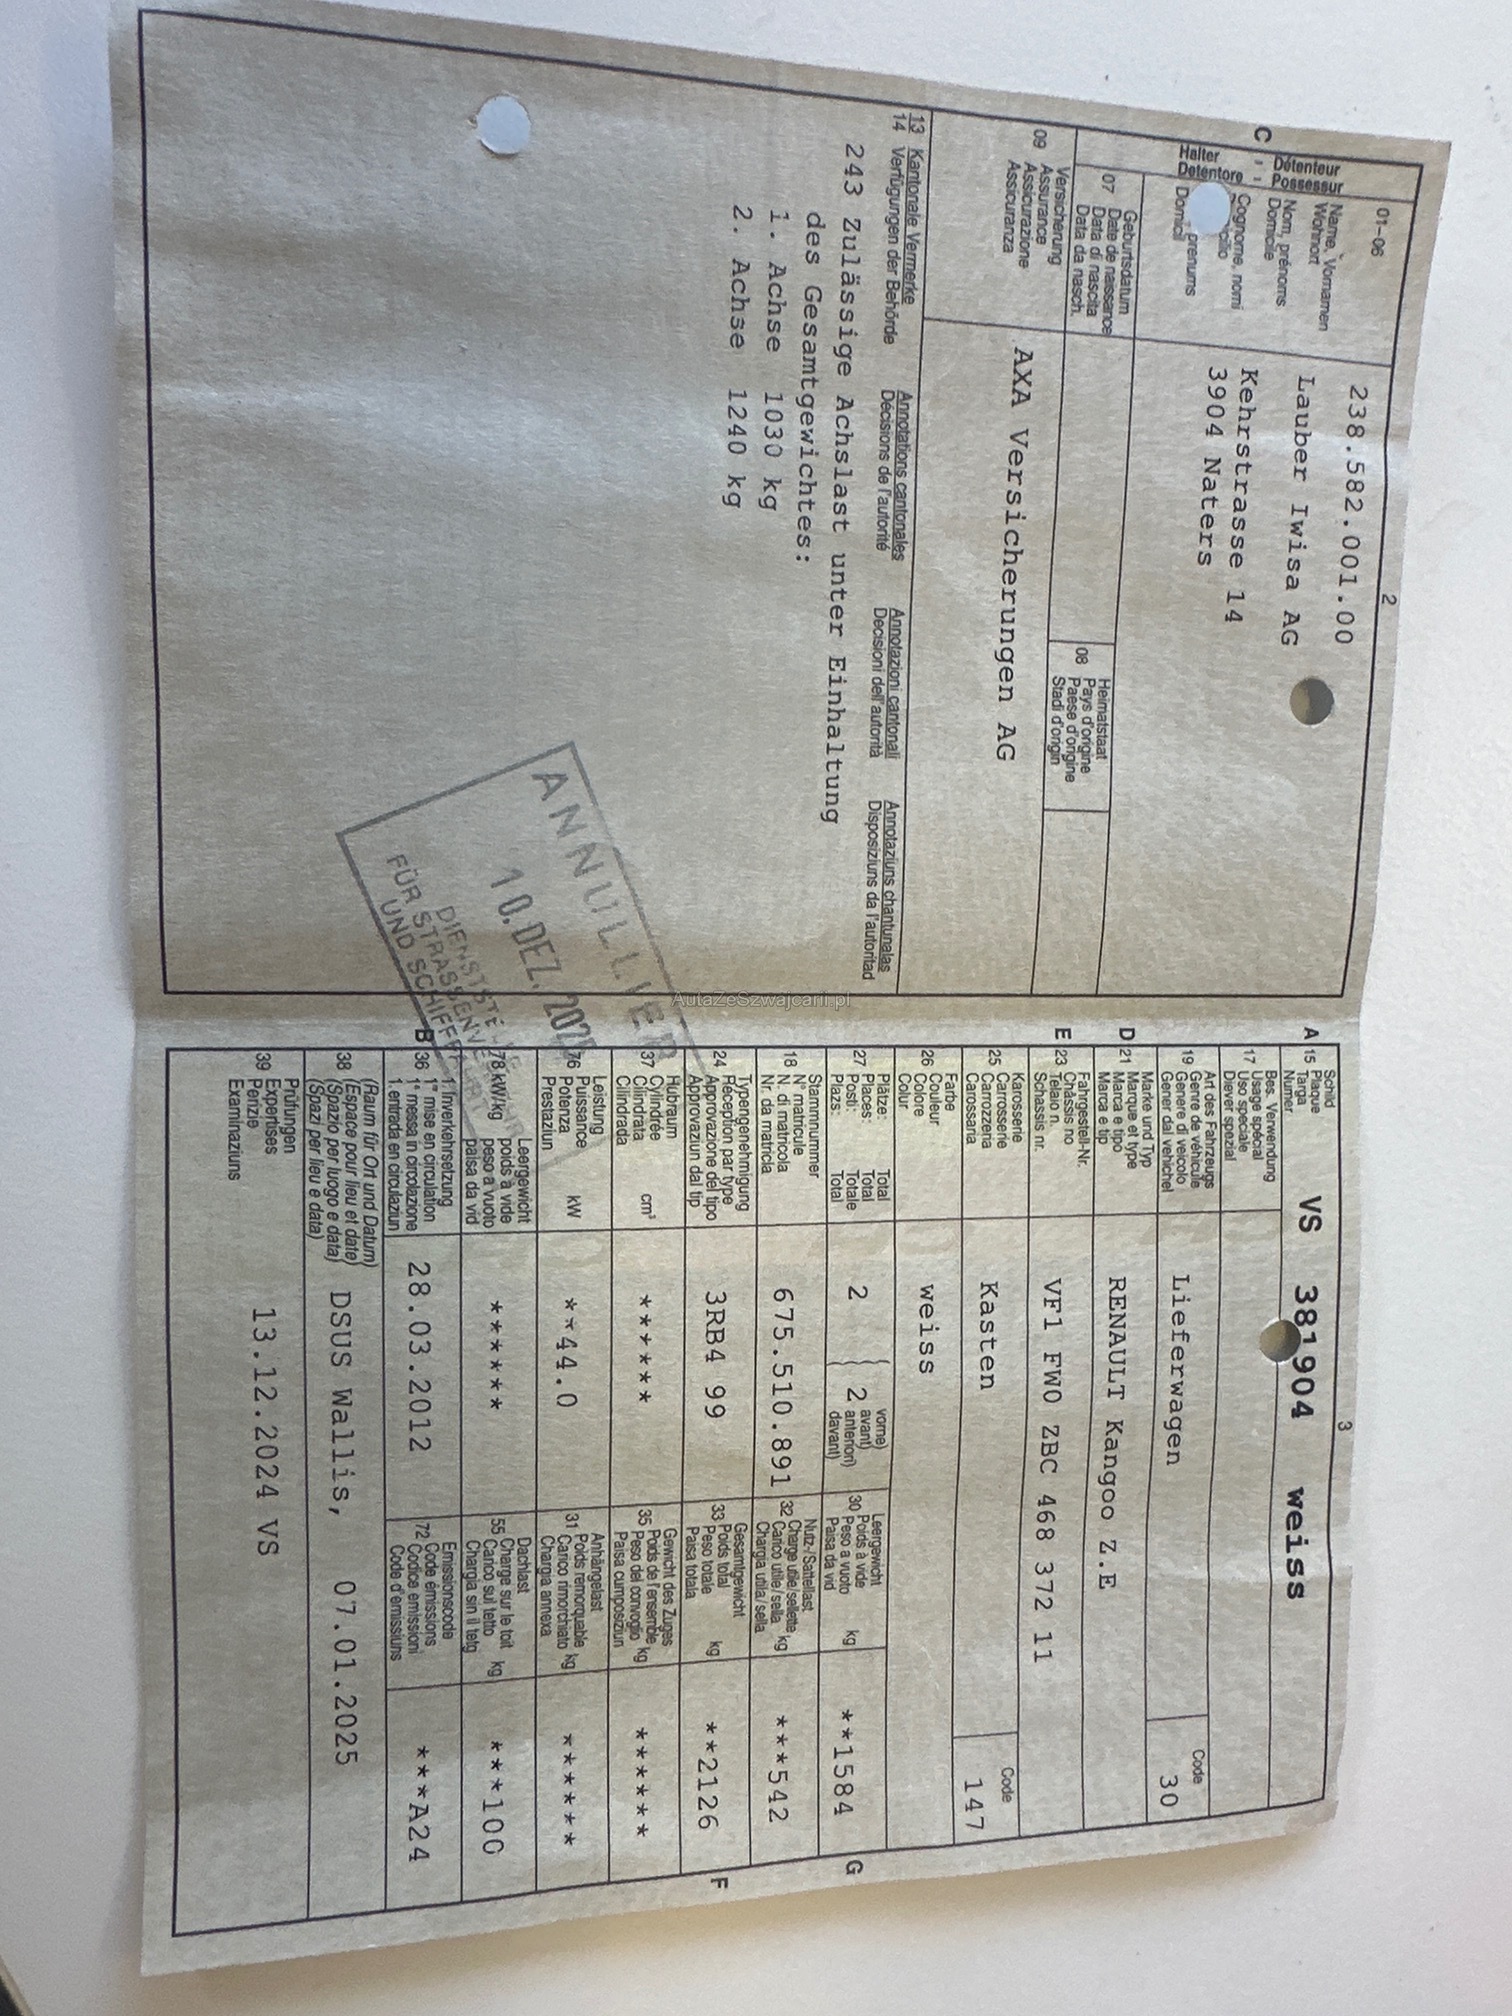 2
01-06
238.582.001.00
C
Halter
Detentore
Détenteur
Possessur
Name, Vornamen
Wohnort
Nom, prénoms
Domicile
Cognome, nomi
prenums
Domicil
Lauber Iwisa AG
Kehrstrasse 14
3904 Naters
07
Geburtsdatum
Date de naissance
Data di nascita
Data da nasch.
08
Heimatstaat
Pays d'origine
Paese d'origine
Stadi d'origin
09
Versicherung
Assurance
Assicurazione
Assicuranza
AXA Versicherungen AG
13 Kantonale Vermerke Annotations cantonales Annotazioni cantonali Annotaziuns chantunalas
14 Verfügungen der Behörde Décisions de l'autorité Decisioni dell'autorità Disposiziuns da l'autoritad
243 Zulässige Achslast unter Einhaltung
des Gesamtgewichtes:
1. Achse 1030 kg
2. Achse 1240 kg
ANNULLIER
10. DEZ.
FÜR STRASSENVE
UND SCHIFF
AutaZeSzwajcarii.pl
3
A 15
Schild
Plaque
Targa
Numer
VS 381904 weiss
17
Bes. Verwendung
Usage spécial
Uso speciale
Diever spezial
19
Art des Fahrzeugs
Genre de véhicule
Genere di veicolo
Gener dal vehichel
Lieferwagen
Code
30
D 21
Marke und Typ
Marque et type
Marca e tipo
Marca e tip
RENAULT Kangoo Z.E
E 23
Fahrgestell-Nr.
Châssis no
Telaio n.
Schassis nr.
VF1 FW0 ZBC 468 372 11
25
Karosserie
Carrosserie
Carrozzeria
Carossaria
Kasten
Code
147
26
Farbe
Couleur
Colore
Colur
weiss
27
Plätze: Total
Places: Total
Posti: Totale
Plazs: Total
2
2
vorne)
avant)
anteriori)
davant)
30
Leergewicht
Poids à vide
Peso a vuoto kg
Paisa da vid
**1584
G
18
Stammnummer
N° matricule
N. di matricola
Nr. da matricla
675.510.891
32
Nutz-/Sattellast
Charge utile/sellette
Carico utile/sella kg
Chargia utila/sella
***542
24
Typengenehmigung
Réception par type
Approvazione del tipo
Approvaziun dal tip
3RB4 99
33
Gesamtgewicht
Poids total
Peso totale kg
Paisa totala
**2126
F
37
Hubraum
Cylindrée
Cilindrata cm³
Cilindrada
******
35
Gewicht des Zuges
Poids de l'ensemble
Peso del convoglio kg
Paisa cumposiziun
******
76
Leistung
Puissance
Potenza kW
Prestaziun
**44.0
31
Anhängelast
Poids remorquable
Carico rimorchiato kg
Chargia annexa
******
78 kW/kg
Leergewicht
poids à vide
peso a vuoto
paisa da vid
******
55
Dachlast
Charge sur le toit
Carico sul tetto kg
Chargia sin il tetg
***100
B 36
1. Inverkehrsetzung
1re mise en circulation
1a messa in circolazione
1. entrada en circulaziun
28.03.2012
72
Emissionscode
Code émissions
Codice emissioni
Code d'emissiuns
***A24
38
(Raum für Ort und Datum)
(Espace pour lieu et date)
(Spazio per luogo e data)
(Spazi per lieu e data)
DSUS Wallis, 07.01.2025
39
Prüfungen
Expertises
Perizie
Examinaziuns
13.12.2024 VS